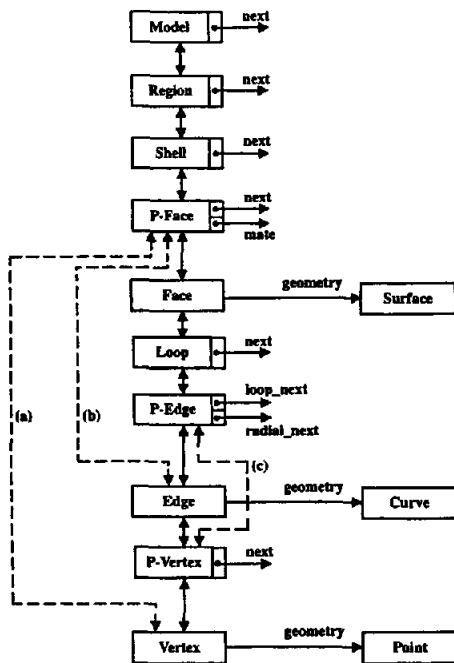 next
Model
next
Region
next
Shell
next
P-Face
mate
geometry
Face
Surface
Loop
next
loop_next
P-Edge
radial_next
(a)
(b)
(c)
geometry
Edge
Curve
next
P-Vertex
geometry
Vertex
Point